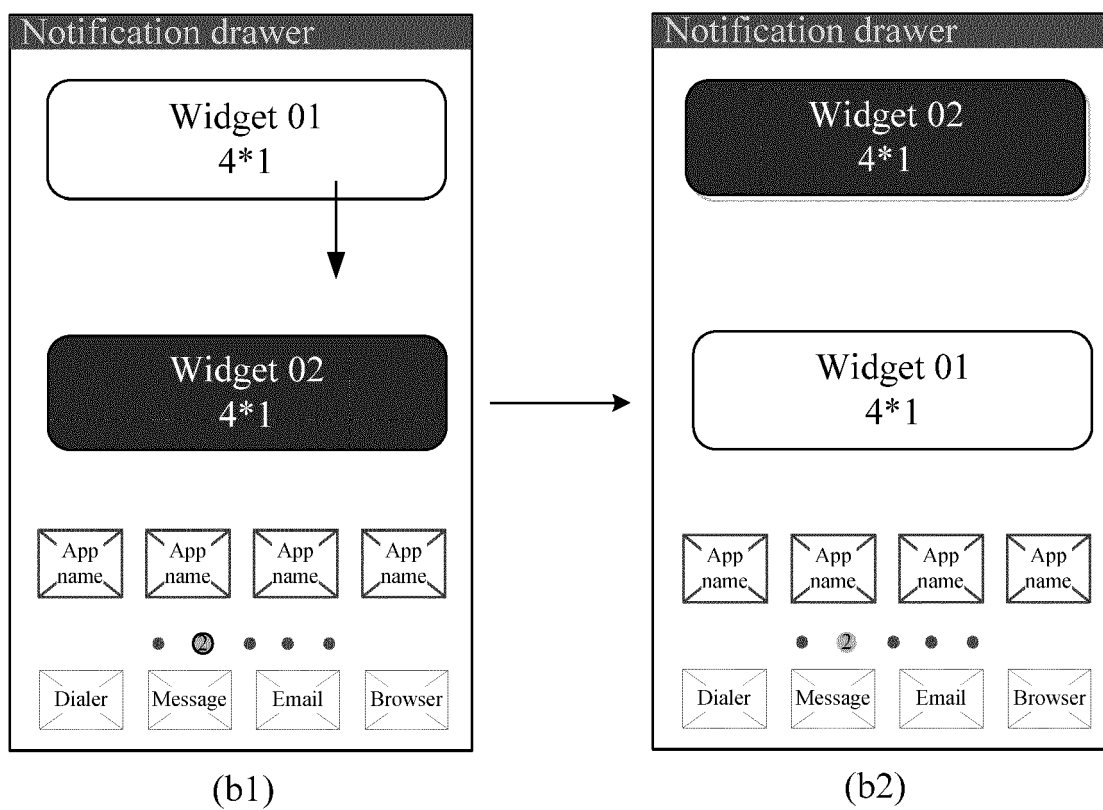 Notification drawer
Widget 01
4*1
Widget 02
4*1
App name
App name
App name
App name
2
Dialer
Message
Email
Browser
(b1)
Notification drawer
Widget 02
4*1
Widget 01
4*1
App name
App name
App name
App name
2
Dialer
Message
Email
Browser
(b2)